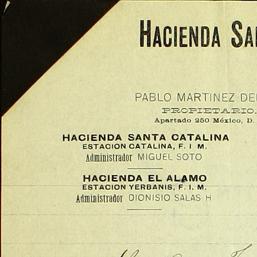 HACIENDA SA
PABLO MARTINEZ DE
PROPIETARIO.
Apartado 250 México, D.
HACIENDA SANTA CATALINA
ESTACION CATALINA, F. I M.
Administrador MIGUEL SOTO
HACIENDA EL ALAMO
ESTACION YERBANIS, F. I. M.
Administrador DIONISIO SALAS H